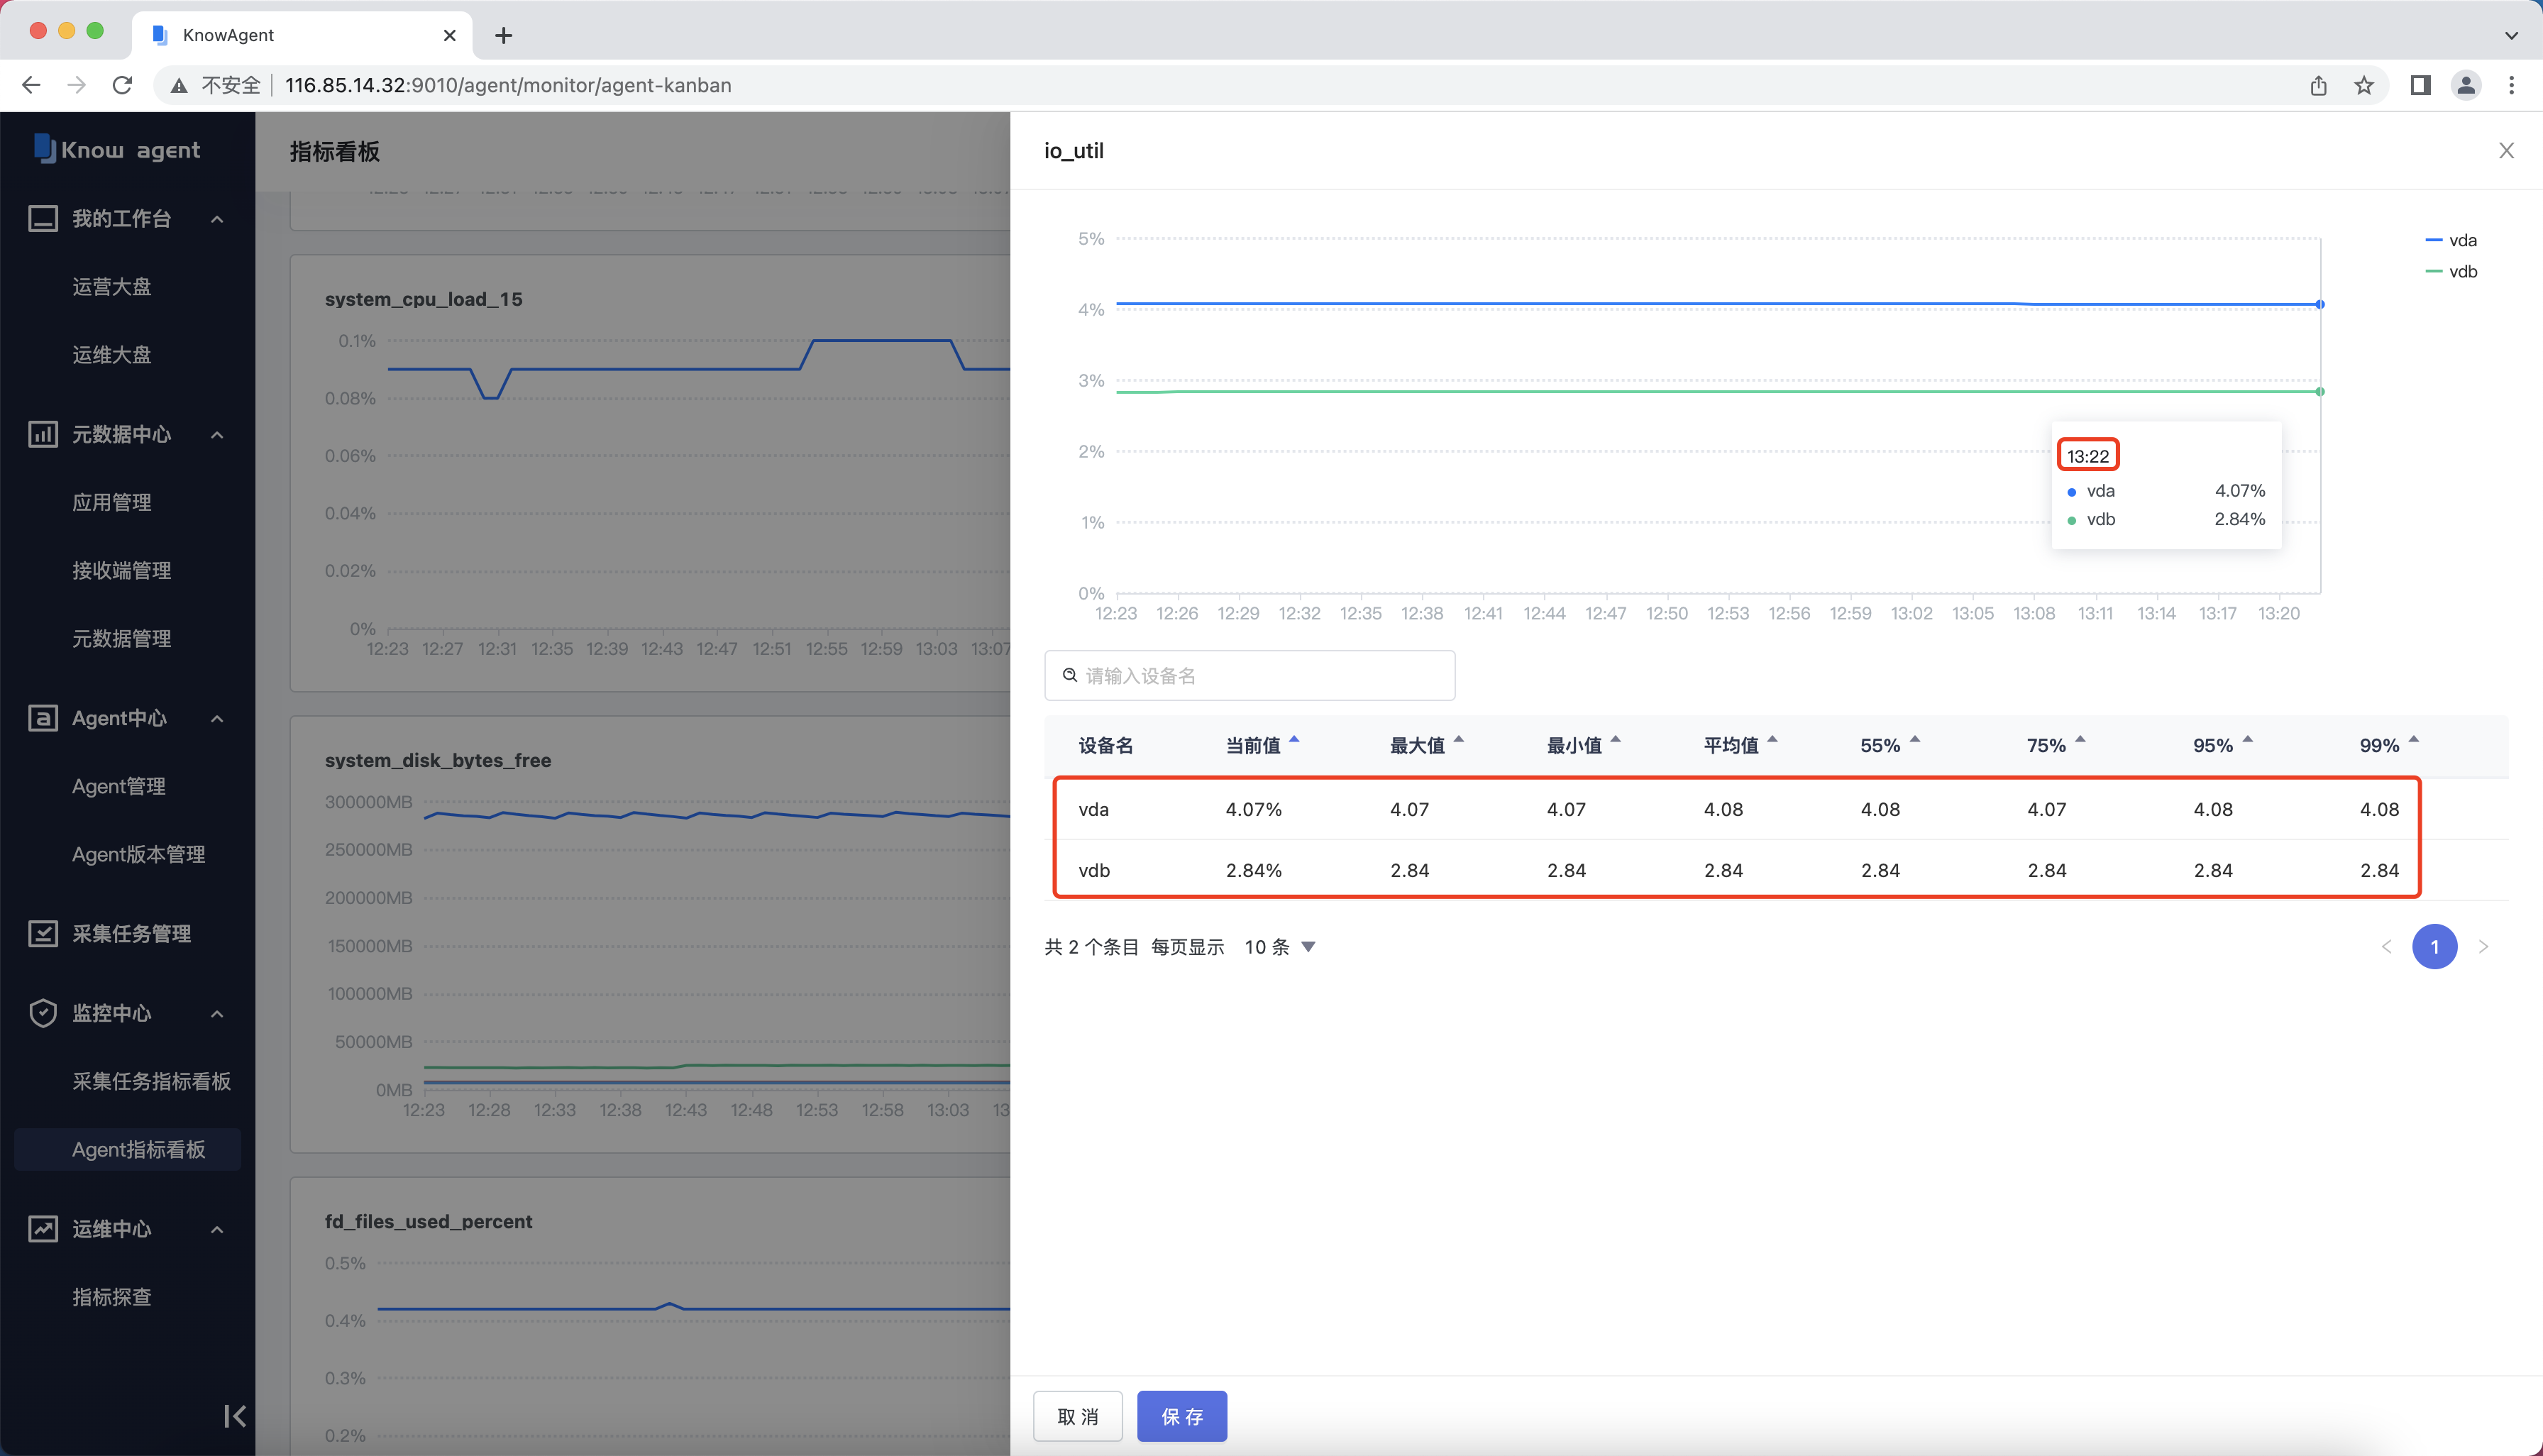 KnowAgent
不安全 116.85.14.32:9010/agent/monitor/agent-kanban
Know agent
我的工作台
运营大盘
运维大盘
元数据中心
应用管理
接收端管理
元数据管理
Agent中心
Agent管理
Agent版本管理
采集任务管理
监控中心
采集任务指标看板
Agent指标看板
运维中心
指标探查
指标看板
system_cpu_load_15
0.1%
0.08%
0.06%
0.04%
0.02%
0%
12:23 12:27 12:31 12:35 12:39 12:43 12:47 12:51 12:55 12:59 13:03 13:07
system_disk_bytes_free
300000MB
250000MB
200000MB
150000MB
100000MB
50000MB
0MB
12:23 12:28 12:33 12:38 12:43 12:48 12:53 12:58 13:03 13
fd_files_used_percent
0.5%
0.4%
0.3%
0.2%
io_util
5%
4%
3%
2%
1%
0%
12:23 12:26 12:29 12:32 12:35 12:38 12:41 12:44 12:47 12:50 12:53 12:56 12:59 13:02 13:05 13:08 13:11 13:14 13:17 13:20
vda
vdb
13:22
vda 4.07%
vdb 2.84%
请输入设备名
设备名 当前值 最大值 最小值 平均值 55% 75% 95% 99%
vda 4.07% 4.07 4.07 4.08 4.08 4.07 4.08 4.08
vdb 2.84% 2.84 2.84 2.84 2.84 2.84 2.84 2.84
共 2 个条目 每页显示 10 条
1
取 消 保 存